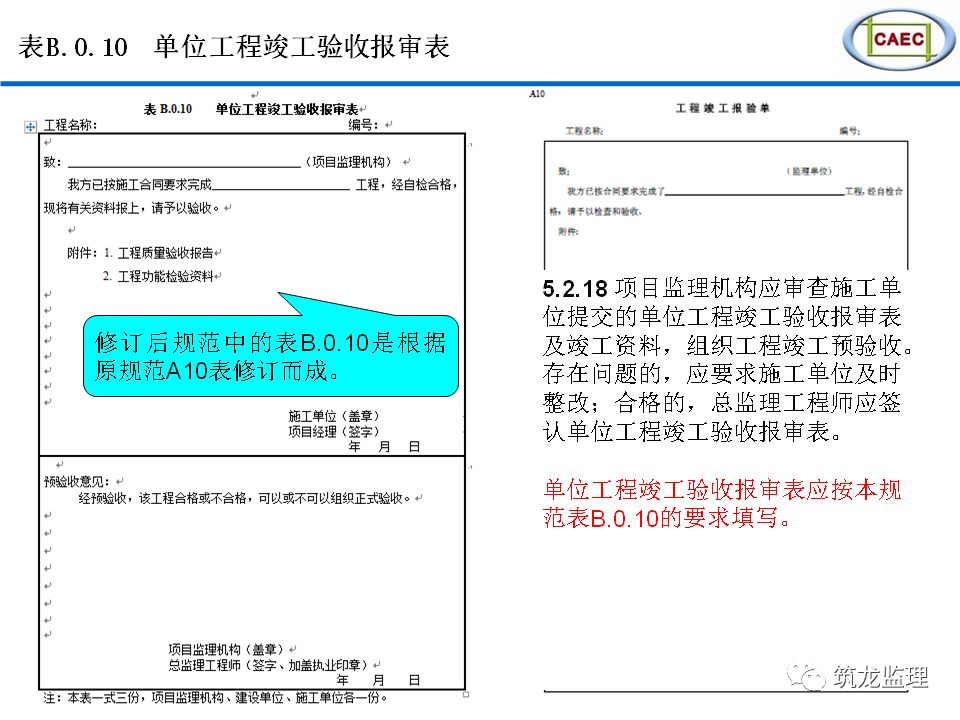 表B.0.10 单位工程竣工验收报审表
CAEC
表 B.0.10 单位工程竣工验收报审表
工程名称： 编号：
致：（项目监理机构）
我方已按施工合同要求完成 工程，经自检合格，
现将有关资料报上，请予以验收。
附件：1. 工程质量验收报告
2. 工程功能检验资料
修订后规范中的表B.0.10是根据
原规范A10表修订而成。
施工单位（盖章）
项目经理（签字）
年 月 日
预验收意见：
经预验收，该工程合格或不合格，可以或不可以组织正式验收。
项目监理机构（盖章）
总监理工程师（签字、加盖执业印章）
年 月 日
注：本表一式三份，项目监理机构、建设单位、施工单位各一份。
A10
工程竣工报验单
工程名称： 编号：
致：（监理单位）
我方已按合同要求完成了 工程，经自检合
格，请予以检查和验收。
附件：
5.2.18 项目监理机构应审查施工单
位提交的单位工程竣工验收报审表
及竣工资料，组织工程竣工预验收。
存在问题的，应要求施工单位及时
整改；合格的，总监理工程师应签
认单位工程竣工验收报审表。
单位工程竣工验收报审表应按本规
范表B.0.10的要求填写。
筑龙监理